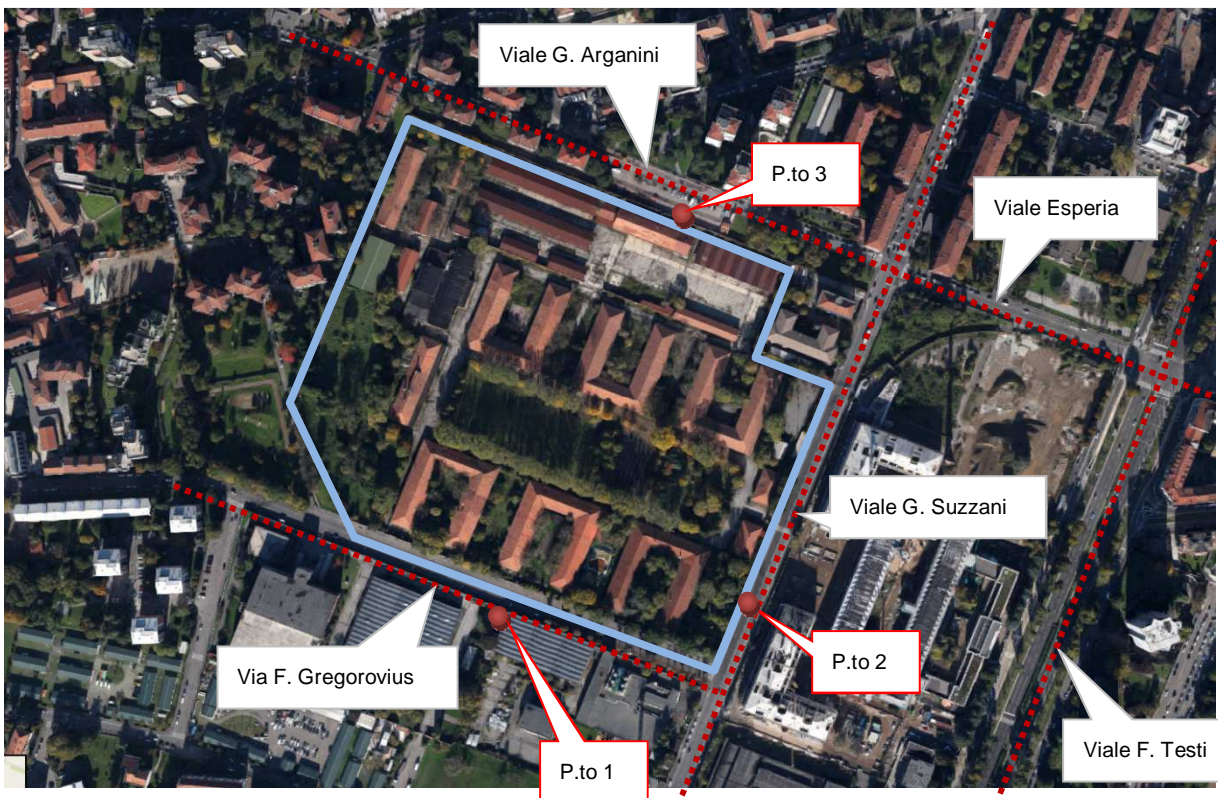 Viale G. Arganini
P.to 3
Viale Esperia
Viale G. Suzzani
P.to 2
Via F. Gregorovius
P.to 1
Viale F. Testi